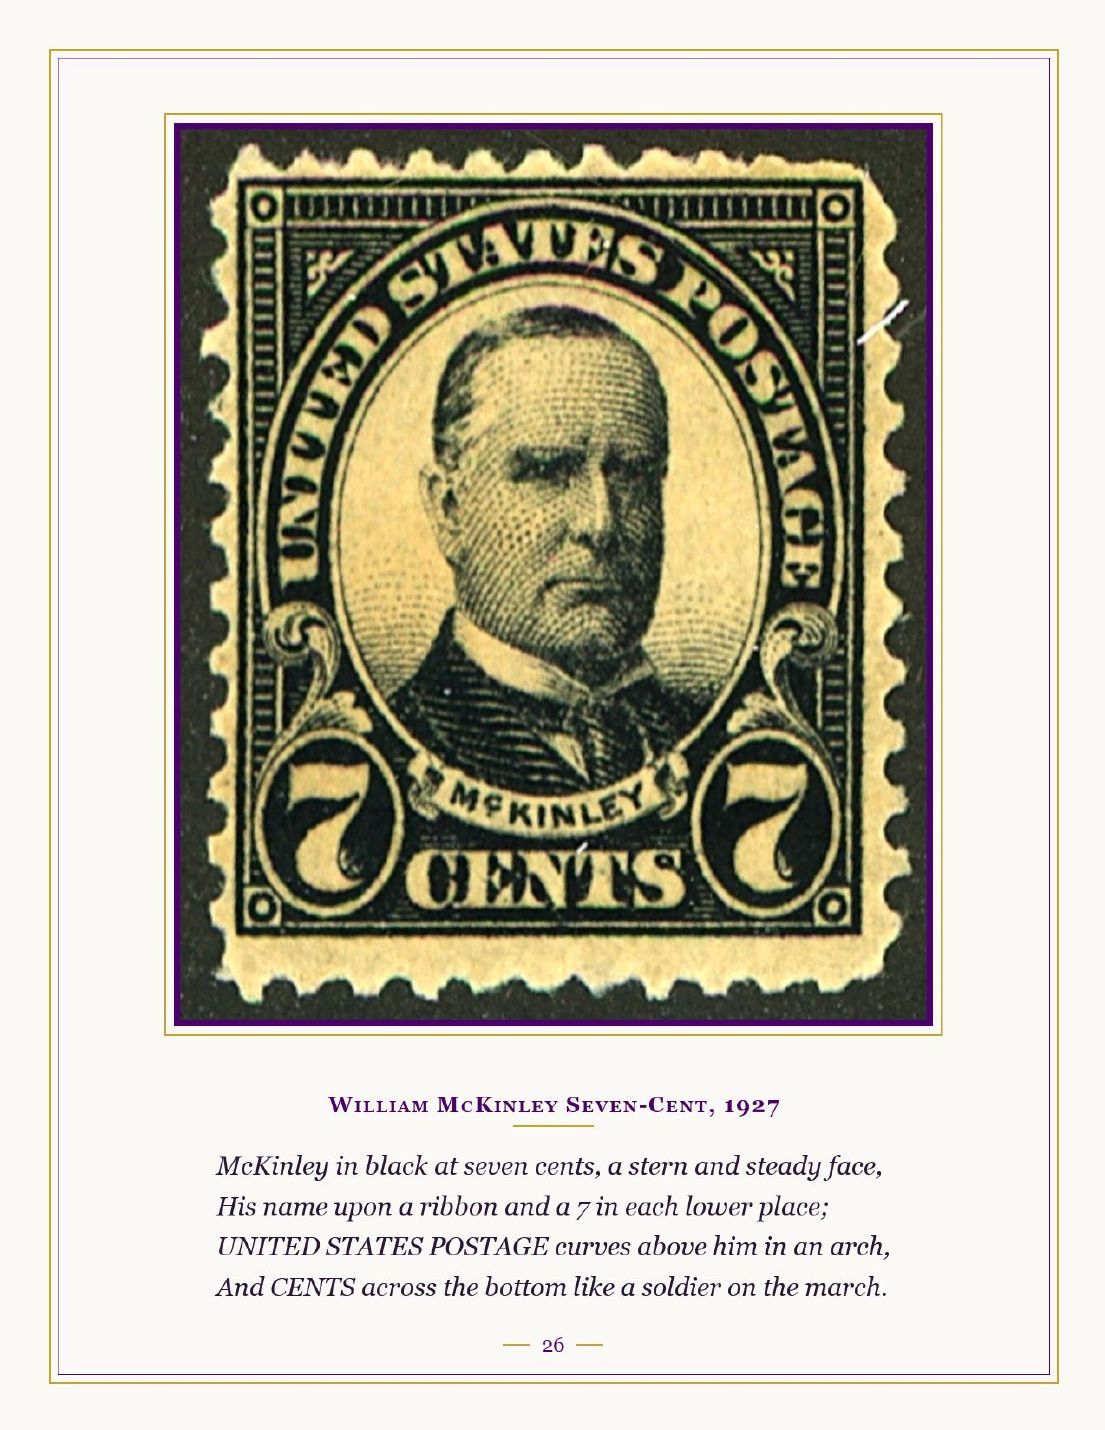 UNITED STATES POSTAGE
McKINLEY
7 CENTS 7
William McKinley Seven-Cent, 1927
McKinley in black at seven cents, a stern and steady face,
His name upon a ribbon and a 7 in each lower place;
UNITED STATES POSTAGE curves above him in an arch,
And CENTS across the bottom like a soldier on the march.
26